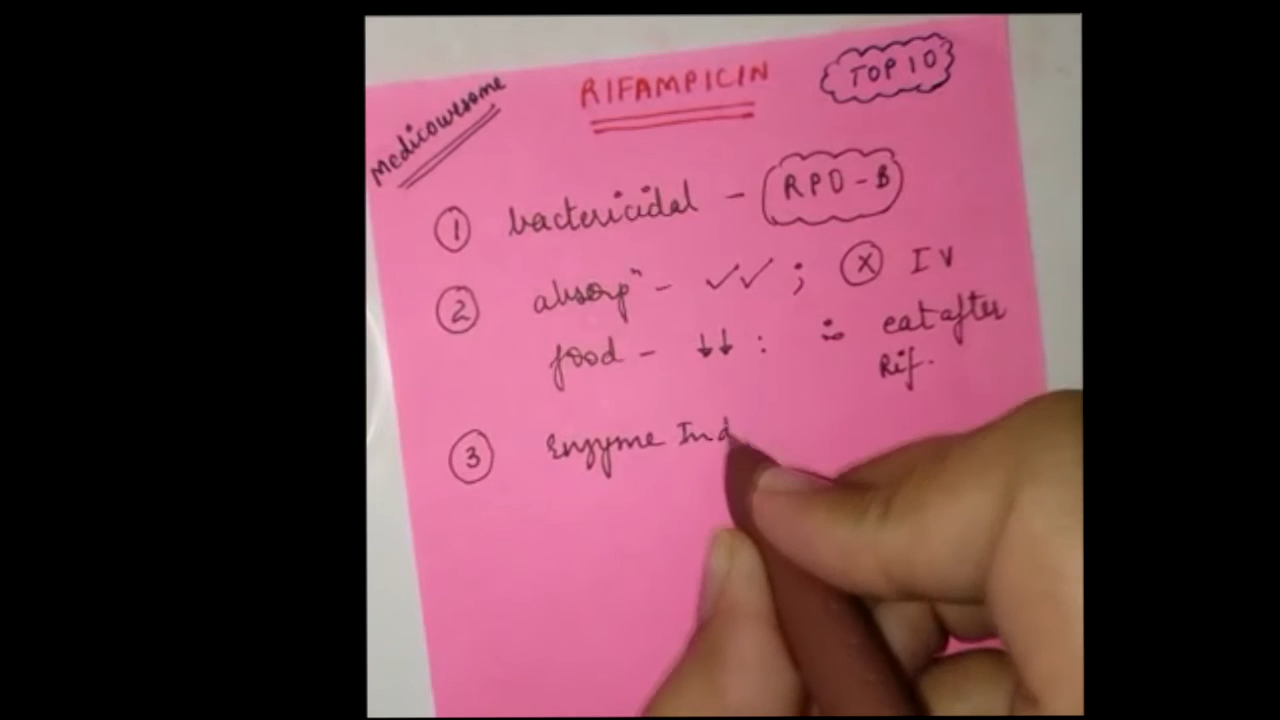 Medicowesome
RIFAMPICIN
TOP 10
① bactericidal - RPD-B
② absorpⁿ - ✓✓ ; Ⓧ IV
food - ↓↓ : ∴ eat after
Rif.
③ Enzyme Ind